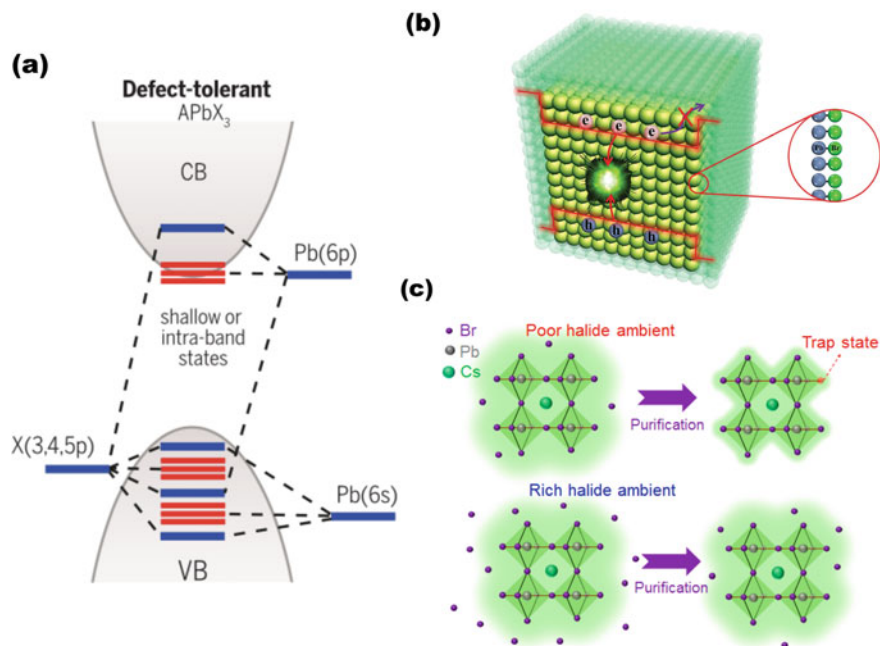 (a)
Defect-tolerant
APbX₃
CB
Pb(6p)
shallow or
intra-band
states
X(3,4,5p)
Pb(6s)
VB
(b)
e e e
h h h
Pb Br
(c)
Br
Pb
Cs
Poor halide ambient
Trap state
Purification
Rich halide ambient
Purification